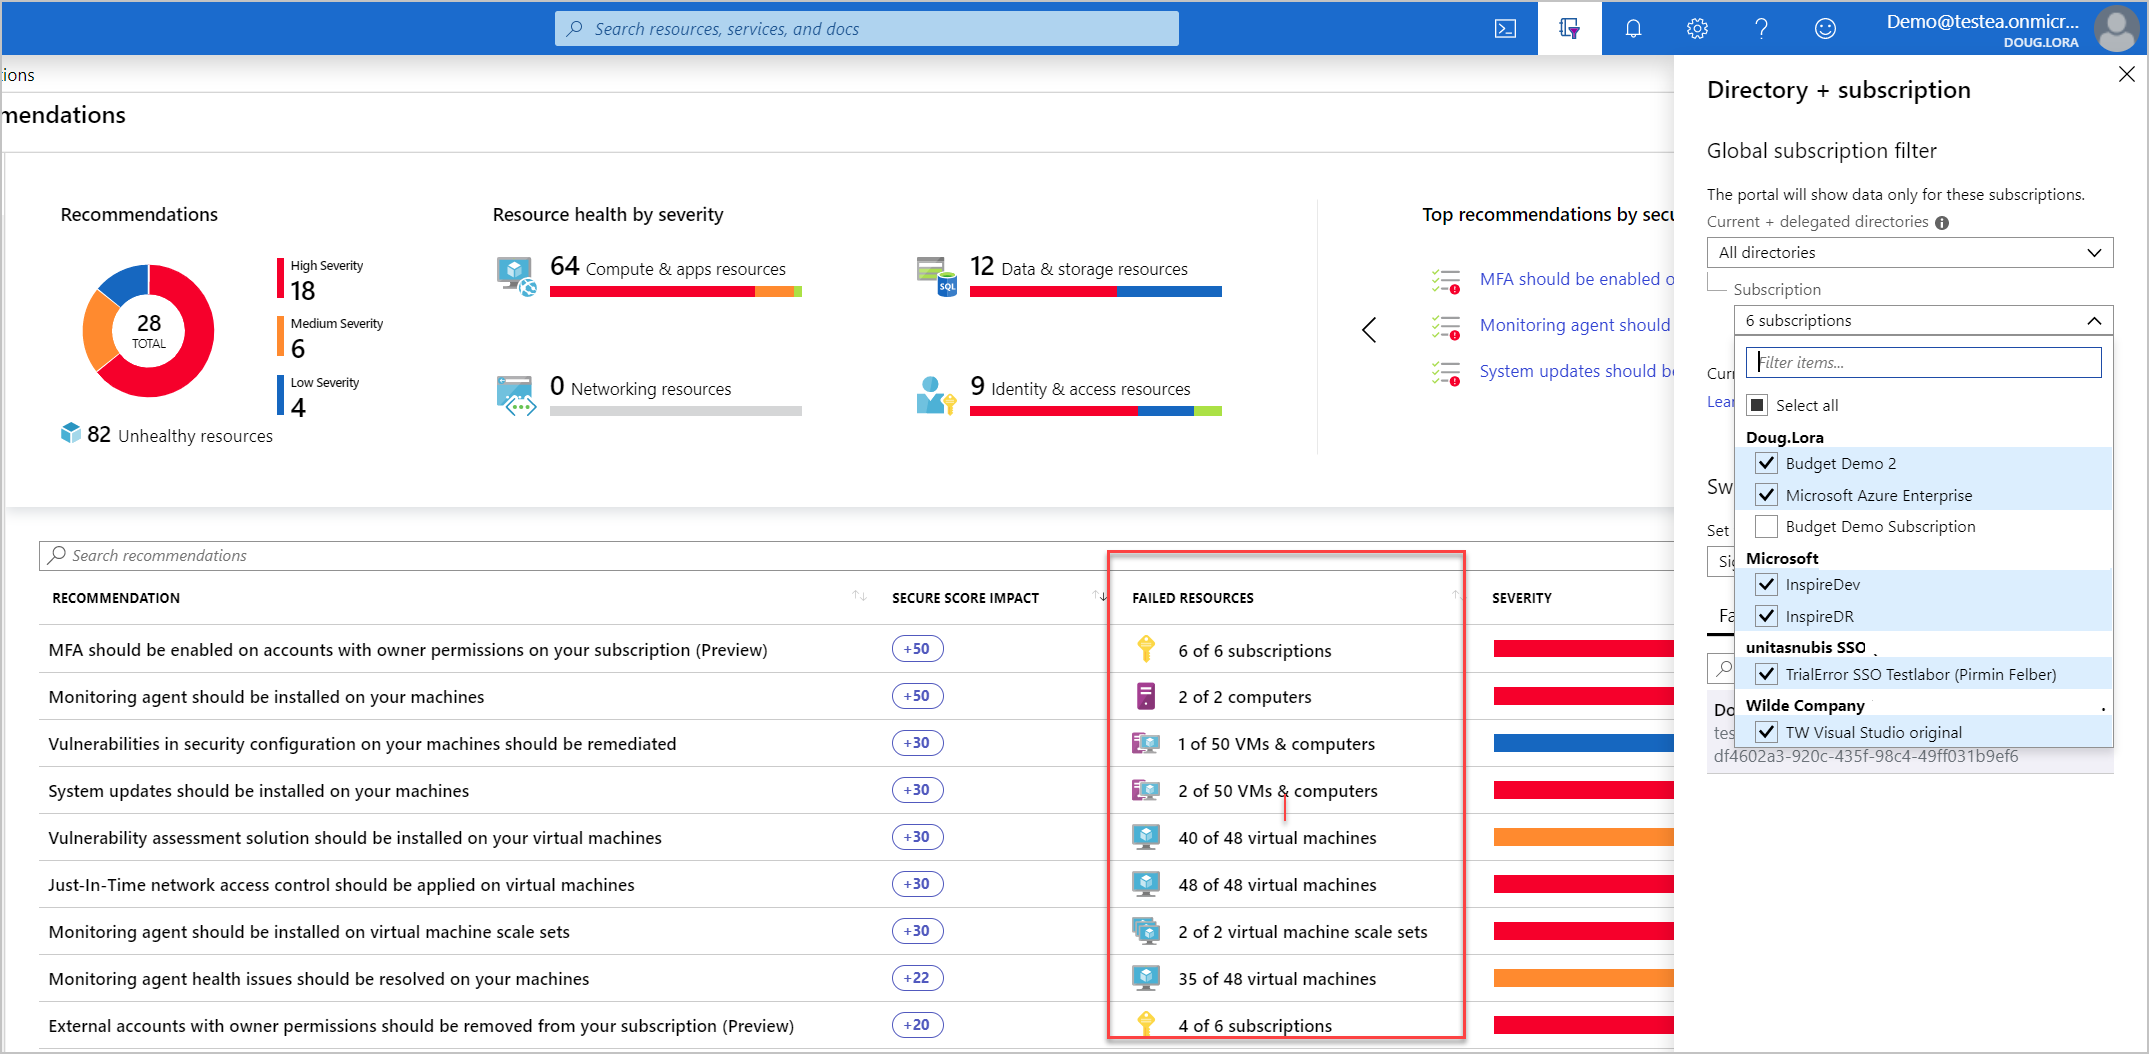 Search resources, services, and docs
Demo@testea.onmicr...
DOUG.LORA
tions
mendations
Recommendations
28
TOTAL
High Severity
18
Medium Severity
6
Low Severity
4
82 Unhealthy resources
Resource health by severity
64 Compute & apps resources
12 Data & storage resources
SQL
0 Networking resources
9 Identity & access resources
Top recommendations by secu
MFA should be enabled o
Monitoring agent should
System updates should be
Search recommendations
RECOMMENDATION SECURE SCORE IMPACT FAILED RESOURCES SEVERITY
MFA should be enabled on accounts with owner permissions on your subscription (Preview) +50 6 of 6 subscriptions
Monitoring agent should be installed on your machines +50 2 of 2 computers
Vulnerabilities in security configuration on your machines should be remediated +30 1 of 50 VMs & computers
System updates should be installed on your machines +30 2 of 50 VMs & computers
Vulnerability assessment solution should be installed on your virtual machines +30 40 of 48 virtual machines
Just-In-Time network access control should be applied on virtual machines +30 48 of 48 virtual machines
Monitoring agent should be installed on virtual machine scale sets +30 2 of 2 virtual machine scale sets
Monitoring agent health issues should be resolved on your machines +22 35 of 48 virtual machines
External accounts with owner permissions should be removed from your subscription (Preview) +20 4 of 6 subscriptions
Directory + subscription
Global subscription filter
The portal will show data only for these subscriptions.
Current + delegated directories
All directories
Subscription
6 subscriptions
Filter items...
Curr
Lear
Select all
Doug.Lora
Budget Demo 2
Microsoft Azure Enterprise
Sw
Set
Budget Demo Subscription
Microsoft
Sig
InspireDev
InspireDR
Fa
unitasnubis SSO
TrialError SSO Testlabor (Pirmin Felber)
Wilde Company
Do
tes
TW Visual Studio original
df4602a3-920c-435f-98c4-49ff031b9ef6